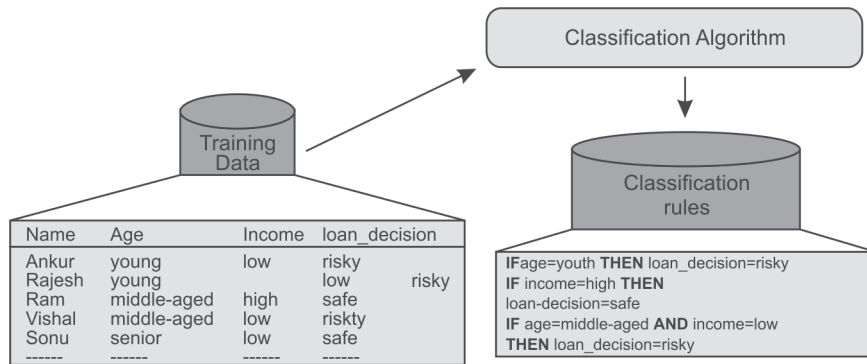 Classification Algorithm
Training
Data
Classification
rules
Name Age Income loan_decision
Ankur young low risky
Rajesh young low risky
Ram middle-aged high safe
Vishal middle-aged low riskty
Sonu senior low safe
------ ------ ------ ------
IFage=youth THEN loan_decision=risky
IF income=high THEN
loan-decision=safe
IF age=middle-aged AND income=low
THEN loan_decision=risky